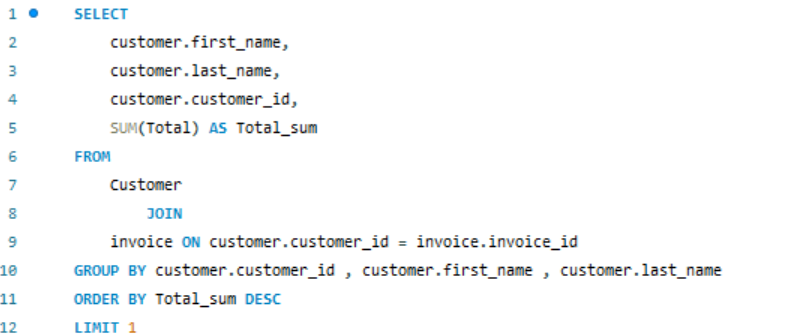 1 SELECT
2 customer.first_name,
3 customer.last_name,
4 customer.customer_id,
5 SUM(Total) AS Total_sum
6 FROM
7 Customer
8 JOIN
9 invoice ON customer.customer_id = invoice.invoice_id
10 GROUP BY customer.customer_id , customer.first_name , customer.last_name
11 ORDER BY Total_sum DESC
12 LIMIT 1